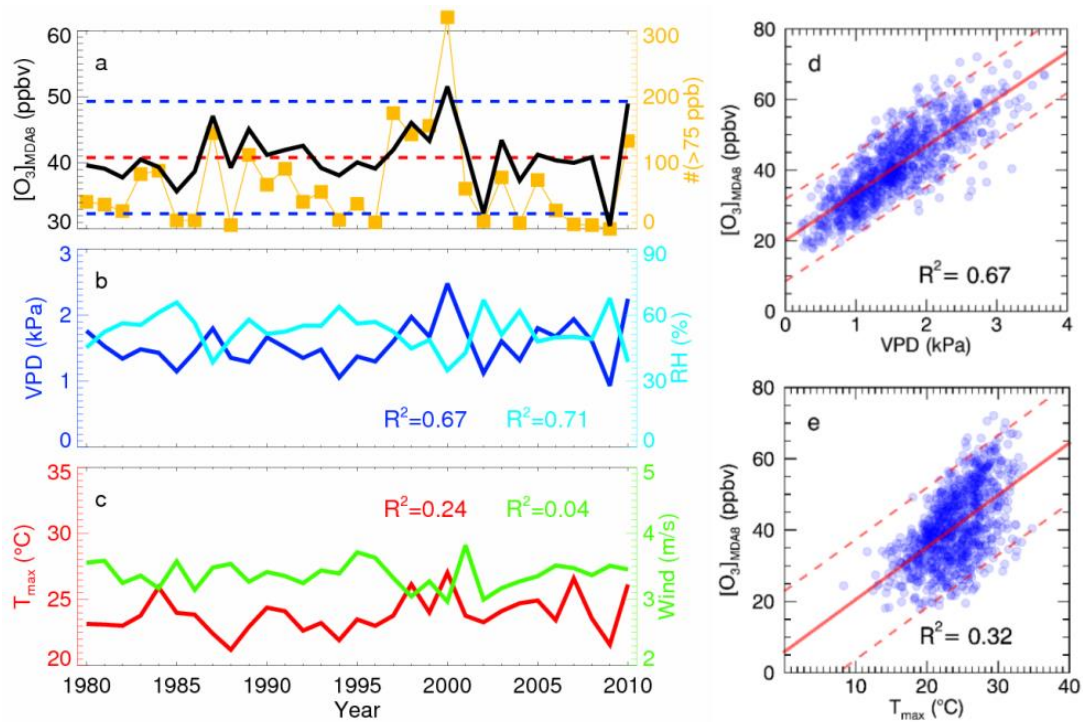 a
[O₃]MDA8 (ppbv)
60
50
40
30
#(>75 ppb)
300
200
100
0
b
VPD (kPa)
3
2
1
0
RH (%)
90
60
30
0
R²=0.67 R²=0.71
c
Tmax (°C)
35
30
25
20
Wind (m/s)
5
4
3
2
R²=0.24 R²=0.04
1980 1985 1990 1995 2000 2005 2010
Year
d
[O₃]MDA8 (ppbv)
80
60
40
20
0
R²= 0.67
0 1 2 3 4
VPD (kPa)
e
[O₃]MDA8 (ppbv)
80
60
40
20
0
R²= 0.32
10 20 30 40
Tmax (°C)